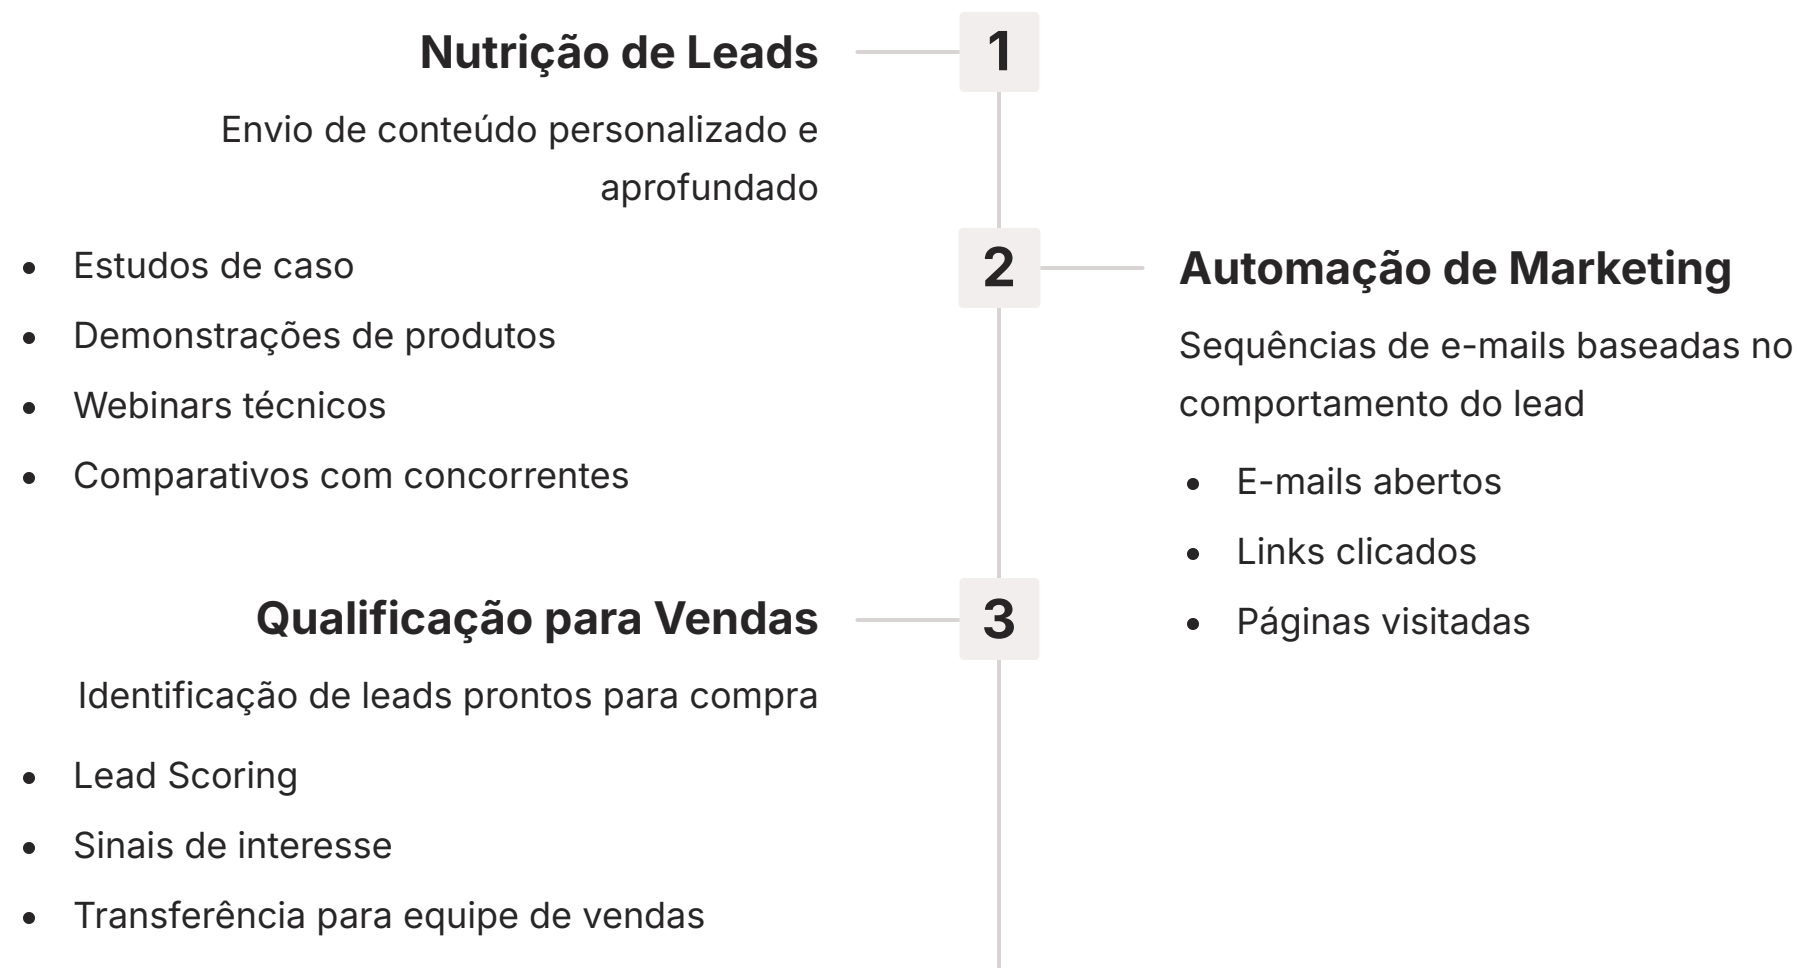 Nutrição de Leads
1
Envio de conteúdo personalizado e
aprofundado
• Estudos de caso
• Demonstrações de produtos
• Webinars técnicos
• Comparativos com concorrentes
2
Automação de Marketing
Sequências de e-mails baseadas no
comportamento do lead
• E-mails abertos
• Links clicados
• Páginas visitadas
Qualificação para Vendas
3
Identificação de leads prontos para compra
• Lead Scoring
• Sinais de interesse
• Transferência para equipe de vendas